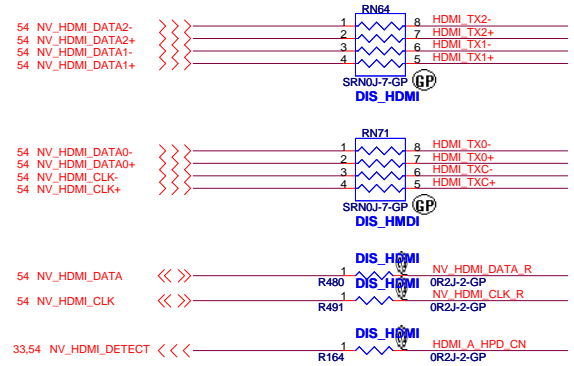 RN64
54 NV_HDMI_DATA2- 1 8 HDMI_TX2-
54 NV_HDMI_DATA2+ 2 7 HDMI_TX2+
54 NV_HDMI_DATA1- 3 6 HDMI_TX1-
54 NV_HDMI_DATA1+ 4 5 HDMI_TX1+
SRN0J-7-GP GP
DIS_HDMI
RN71
54 NV_HDMI_DATA0- 1 8 HDMI_TX0-
54 NV_HDMI_DATA0+ 2 7 HDMI_TX0+
54 NV_HDMI_CLK- 3 6 HDMI_TXC-
54 NV_HDMI_CLK+ 4 5 HDMI_TXC+
SRN0J-7-GP GP
DIS_HMDI
DIS_HDMI
54 NV_HDMI_DATA 1 NV_HDMI_DATA_R
R480 DIS_HDMI 0R2J-2-GP
54 NV_HDMI_CLK 1 NV_HDMI_CLK_R
R491 0R2J-2-GP
DIS_HDMI
33,54 NV_HDMI_DETECT 1 HDMI_A_HPD_CN
R164 0R2J-2-GP